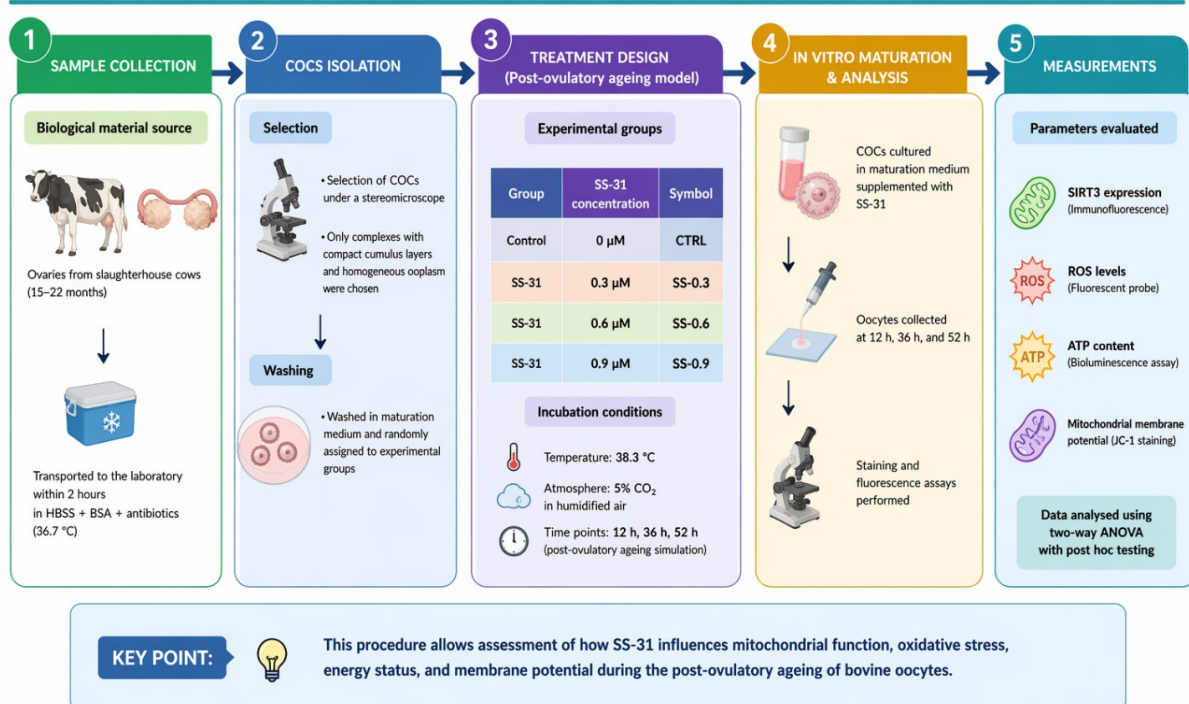 1
SAMPLE COLLECTION
Biological material source
Ovaries from slaughterhouse cows
(15–22 months)
Transported to the laboratory
within 2 hours
in HBSS + BSA + antibiotics
(36.7 °C)
2
COCS ISOLATION
Selection
• Selection of COCs
under a stereomicroscope
• Only complexes with
compact cumulus layers
and homogeneous ooplasm
were chosen
Washing
• Washed in maturation
medium and randomly
assigned to experimental
groups
3
TREATMENT DESIGN
(Post-ovulatory ageing model)
Experimental groups
Group SS-31 concentration Symbol
Control 0 µM CTRL
SS-31 0.3 µM SS-0.3
SS-31 0.6 µM SS-0.6
SS-31 0.9 µM SS-0.9
Incubation conditions
Temperature: 38.3 °C
Atmosphere: 5% CO₂
in humidified air
Time points: 12 h, 36 h, 52 h
(post-ovulatory ageing simulation)
4
IN VITRO MATURATION
& ANALYSIS
COCs cultured
in maturation medium
supplemented with
SS-31
Oocytes collected
at 12 h, 36 h, and 52 h
Staining and
fluorescence assays
performed
5
MEASUREMENTS
Parameters evaluated
SIRT3 expression
(Immunofluorescence)
ROS
ROS levels
(Fluorescent probe)
ATP
ATP content
(Bioluminescence assay)
Mitochondrial membrane
potential (JC-1 staining)
Data analysed using
two-way ANOVA
with post hoc testing
KEY POINT:
This procedure allows assessment of how SS-31 influences mitochondrial function, oxidative stress,
energy status, and membrane potential during the post-ovulatory ageing of bovine oocytes.